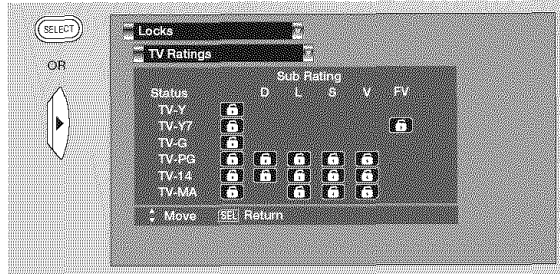 SELECT
OR
Locks
TV Ratings
Sub Rating
Status D L S V FV
TV-Y
TV-Y7
TV-G
TV-PG
TV-14
TV-MA
Move SEL Return